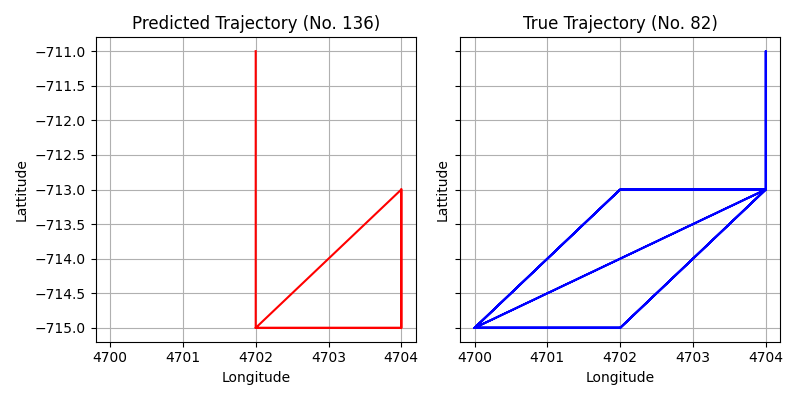 Predicted Trajectory (No. 136)
True Trajectory (No. 82)
−711.0
−711.5
−712.0
−712.5
−713.0
−713.5
−714.0
−714.5
−715.0
Lattitude
Lattitude
4700 4701 4702 4703 4704
4700 4701 4702 4703 4704
Longitude
Longitude